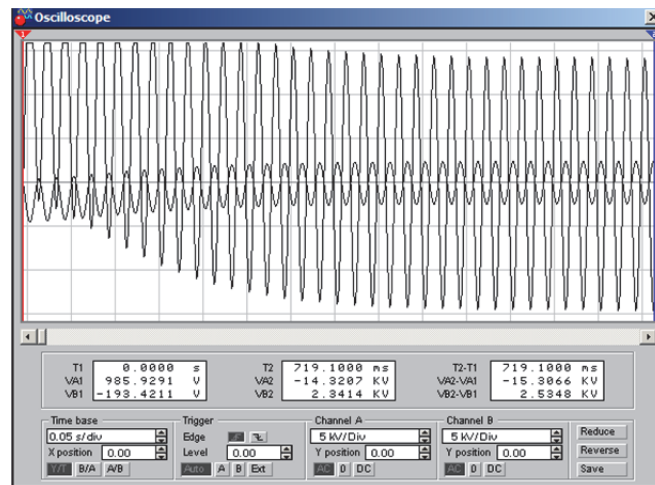 Oscilloscope
1
T1 0.0000 s
VA1 985.9291 V
VB1 -193.4211 V
T2 719.1000 ms
VA2 -14.3207 KV
VB2 2.3414 KV
T2-T1 719.1000 ms
VA2-VA1 -15.3066 KV
VB2-VB1 2.5348 KV
Time base
0.05 s/div
X position 0.00
Y/T B/A A/B
Trigger
Edge
Level 0.00
Auto A B Ext
Channel A
5 kV/Div
Y position 0.00
AC 0 DC
Channel B
5 kV/Div
Y position 0.00
AC 0 DC
Reduce
Reverse
Save